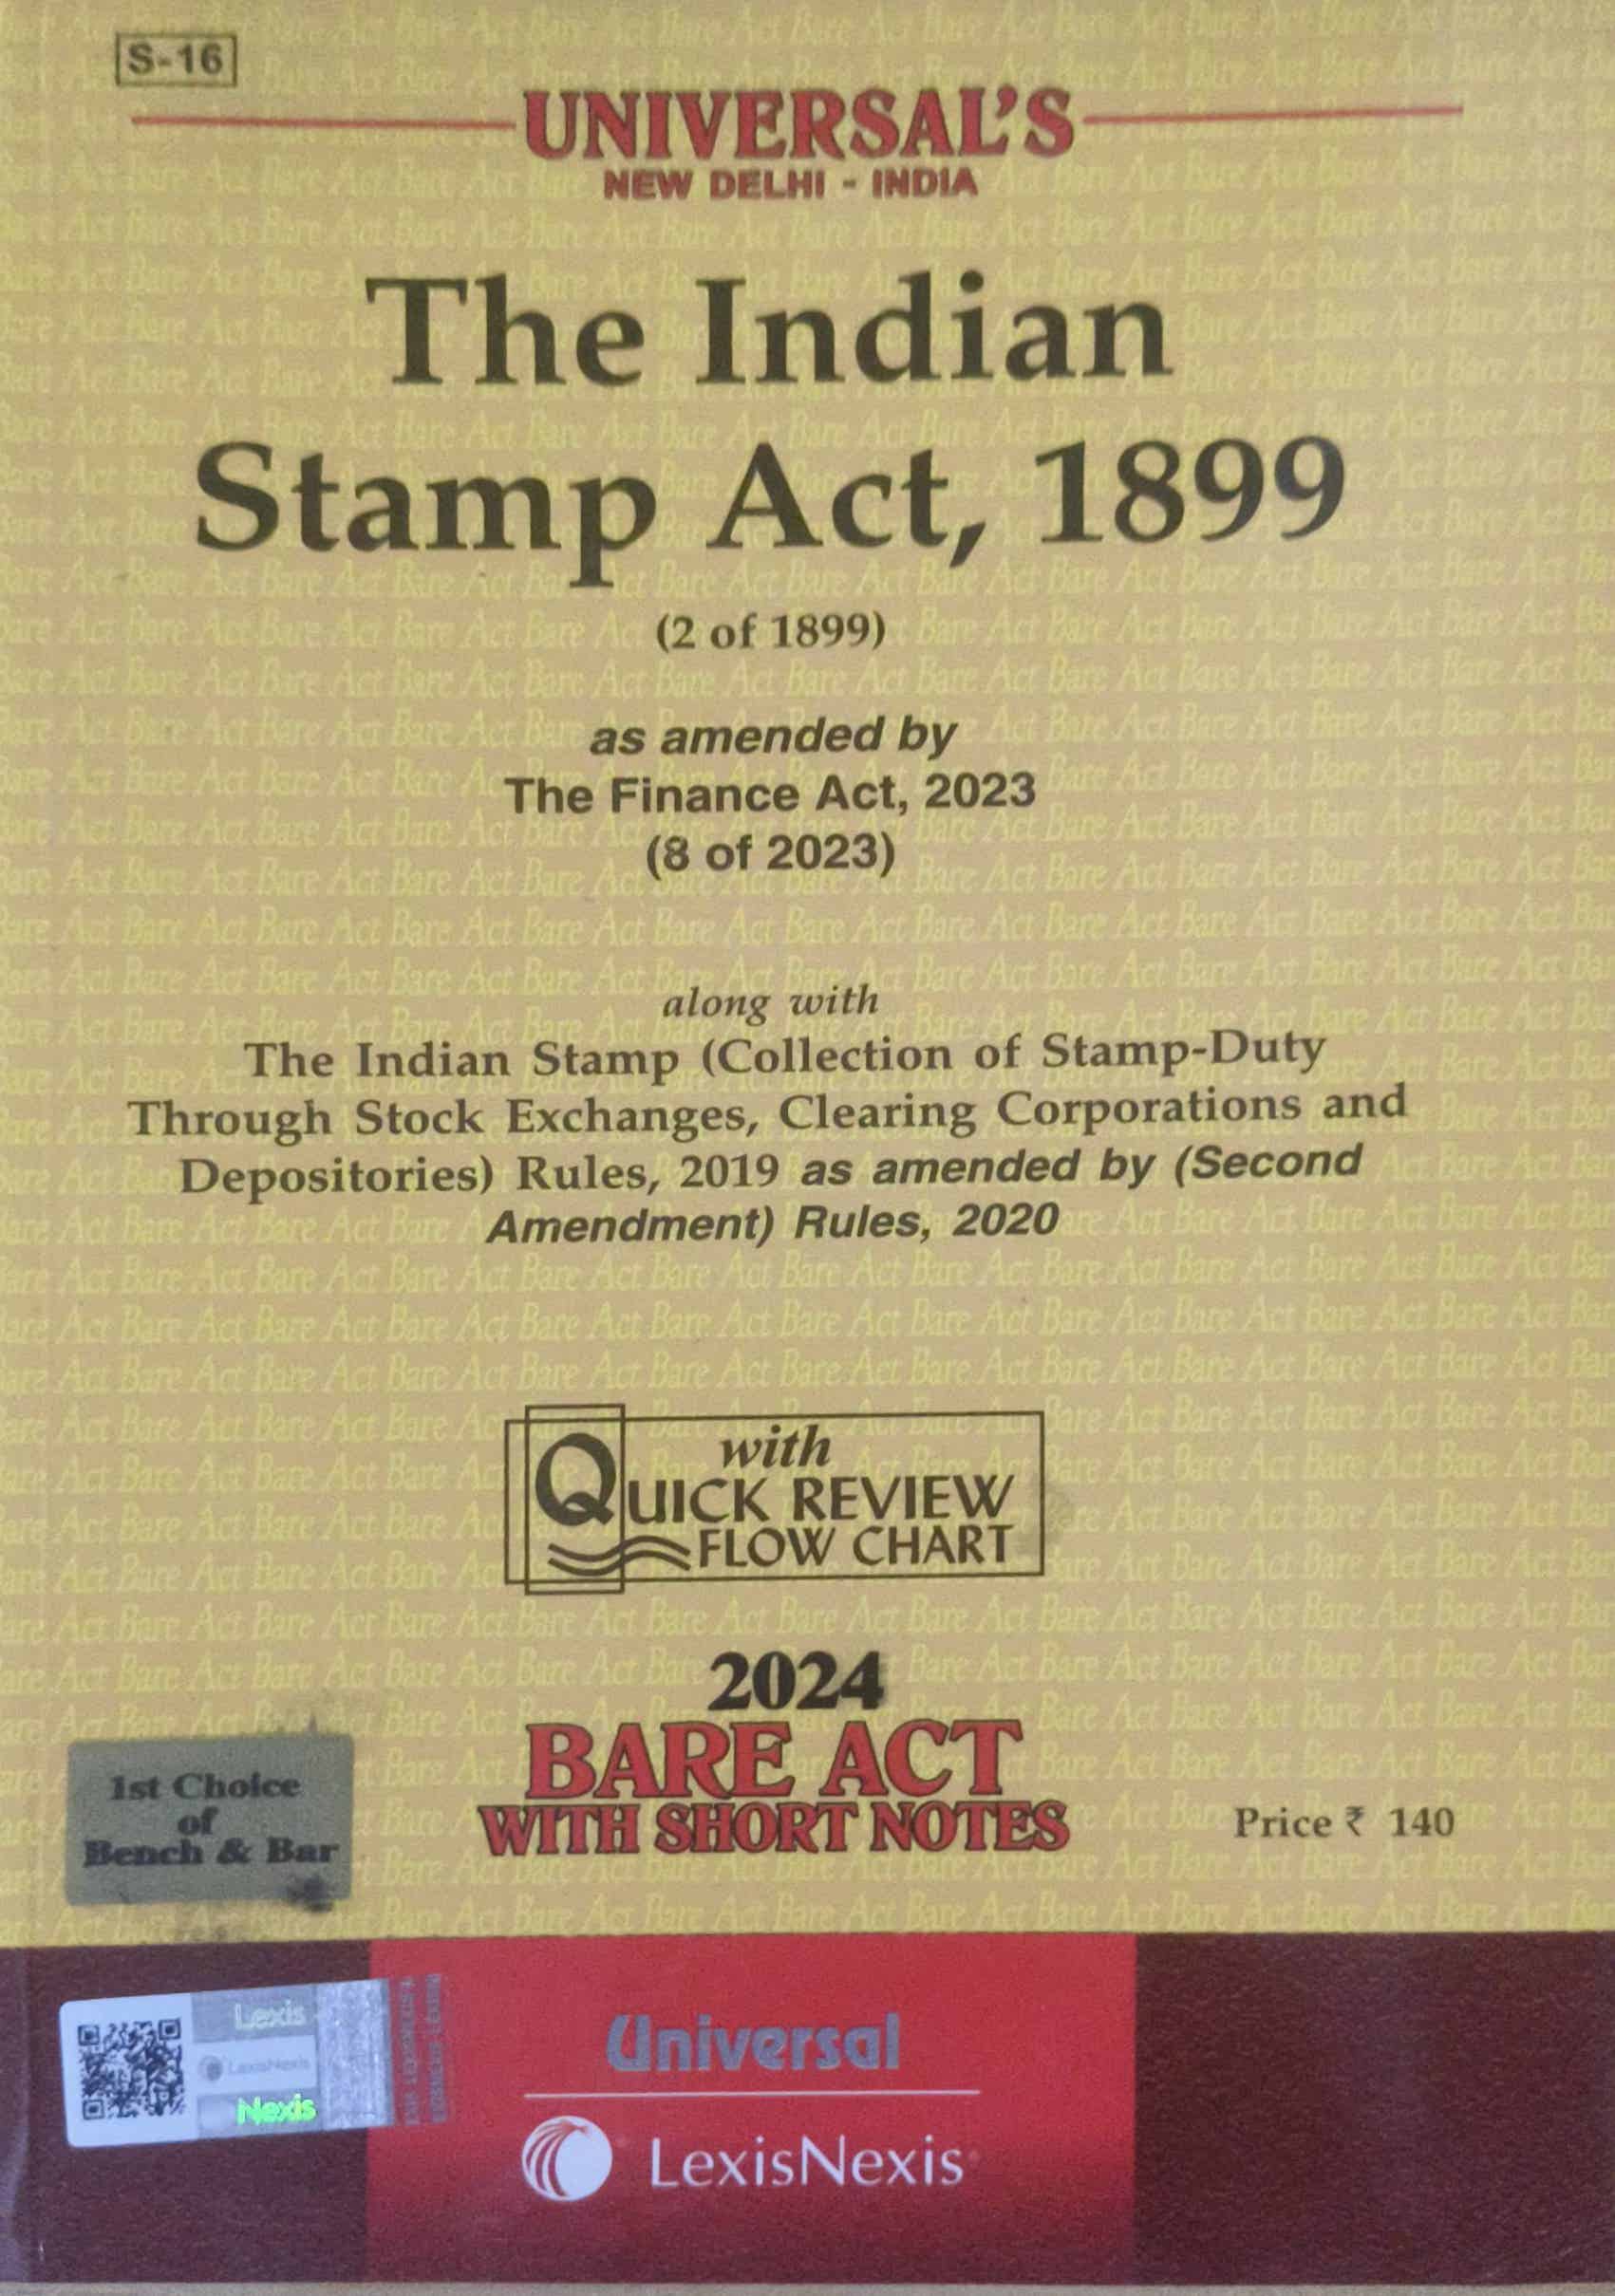 S-16
UNIVERSAL'S
NEW DELHI - INDIA
The Indian
Stamp Act, 1899
(2 of 1899)
as amended by
The Finance Act, 2023
(8 of 2023)
along with
The Indian Stamp (Collection of Stamp-Duty
Through Stock Exchanges, Clearing Corporations and
Depositories) Rules, 2019 as amended by (Second
Amendment) Rules, 2020
with
QUICK REVIEW
FLOW CHART
2024
BARE ACT
WITH SHORT NOTES
1st Choice
of
Bench & Bar
Price ₹ 140
Lexis
LexisNexis
Nexis
Universal
LexisNexis